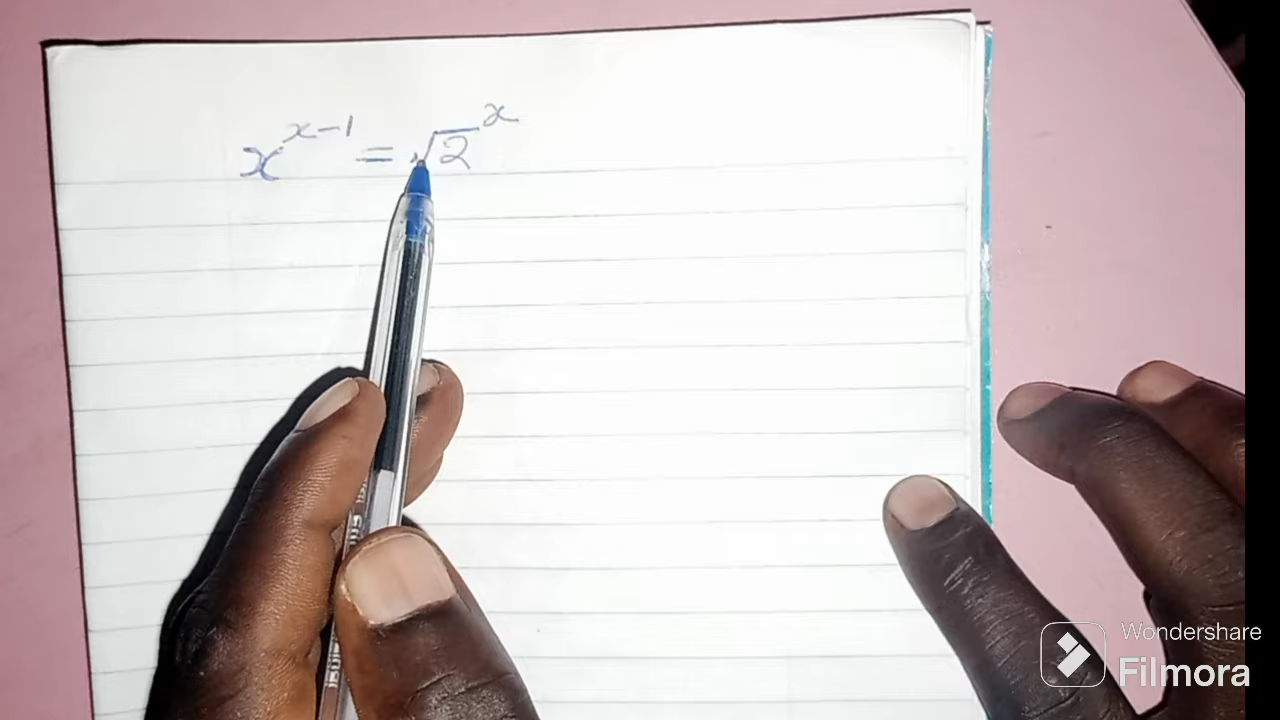 x^{x-1} = √2^x
Wondershare
Filmora